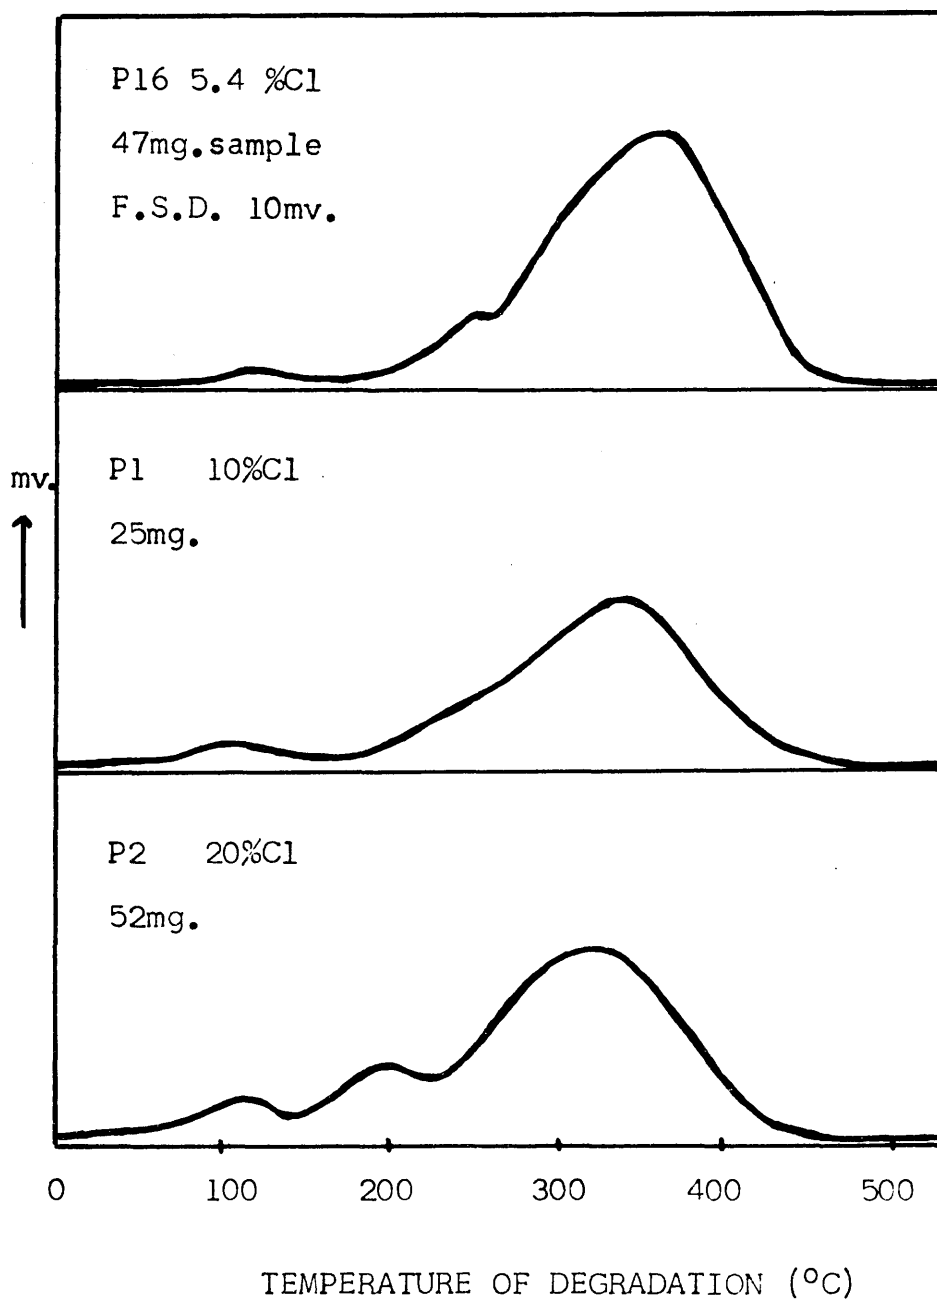 P16 5.4 %Cl
47mg.sample
F.S.D. 10mv.
mv.
P1 10%Cl
25mg.
P2 20%Cl
52mg.
0 100 200 300 400 500
TEMPERATURE OF DEGRADATION (°C)